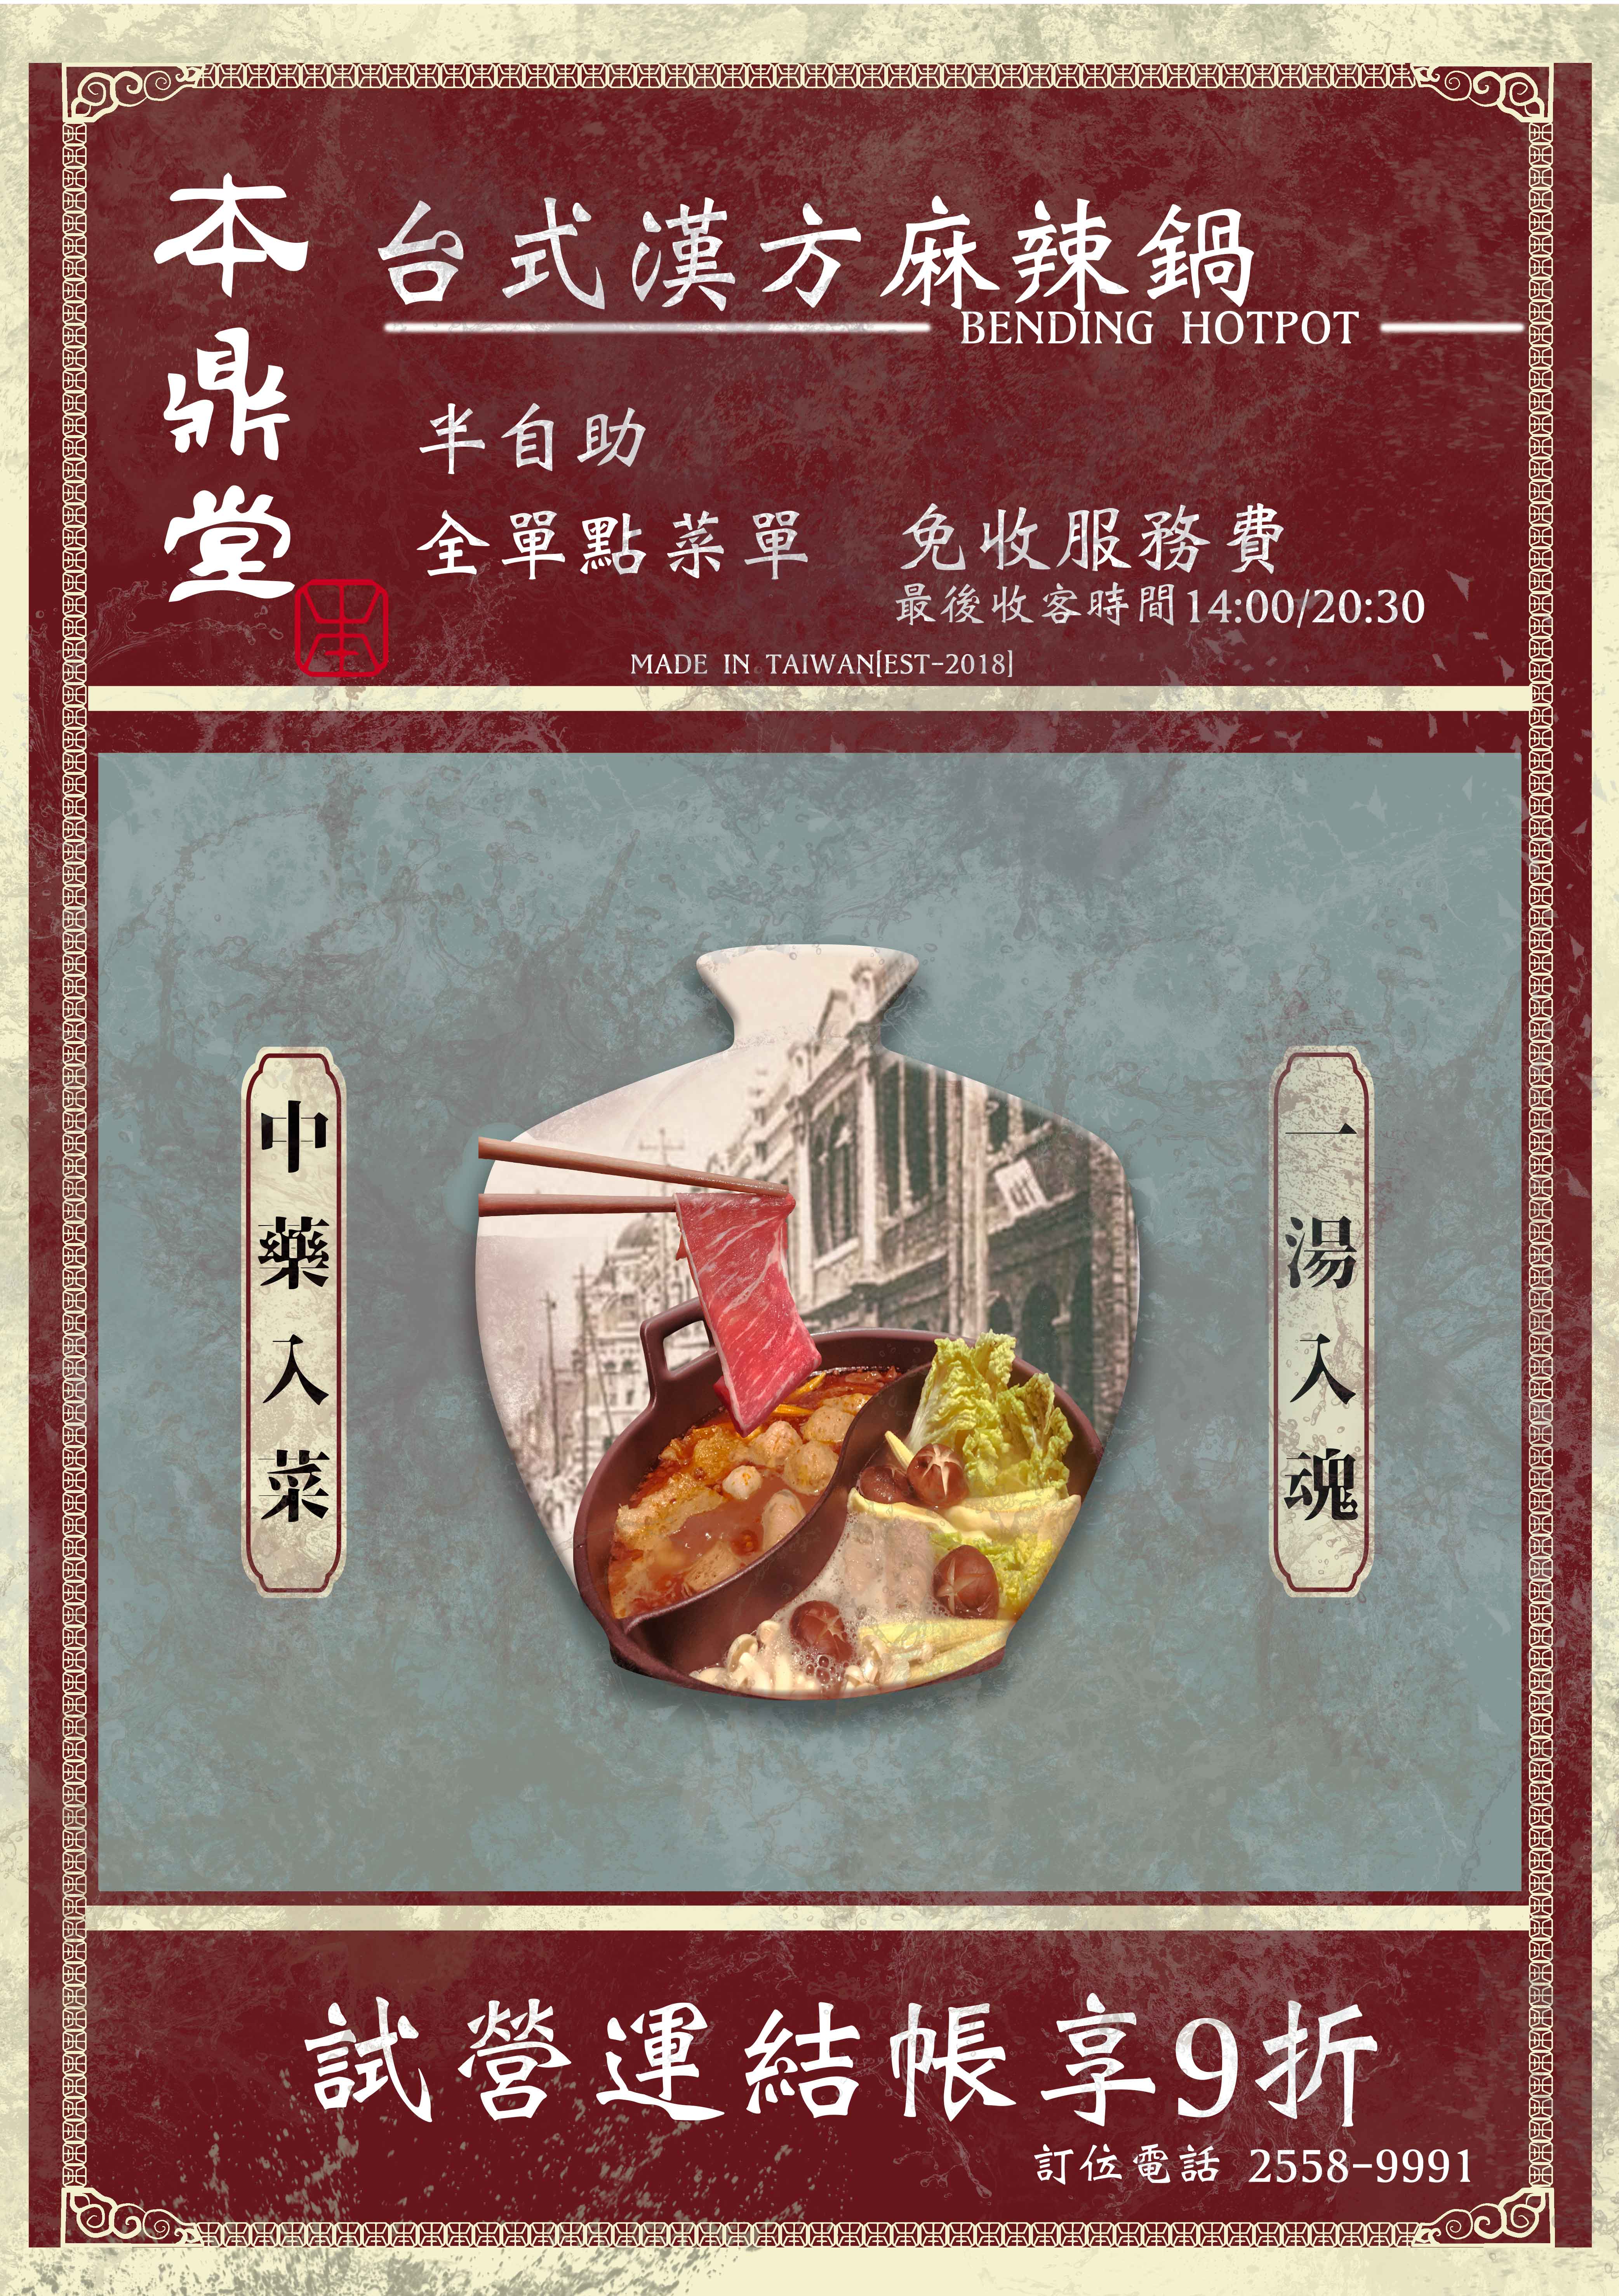 本鼎堂
台式漢方麻辣鍋
BENDING HOTPOT
半自助
全單點菜單 免收服務費
最後收客時間14:00/20:30
本
MADE IN TAIWAN[EST-2018]
一湯入魂
中藥入菜
試營運結帳享9折
訂位電話 2558-9991